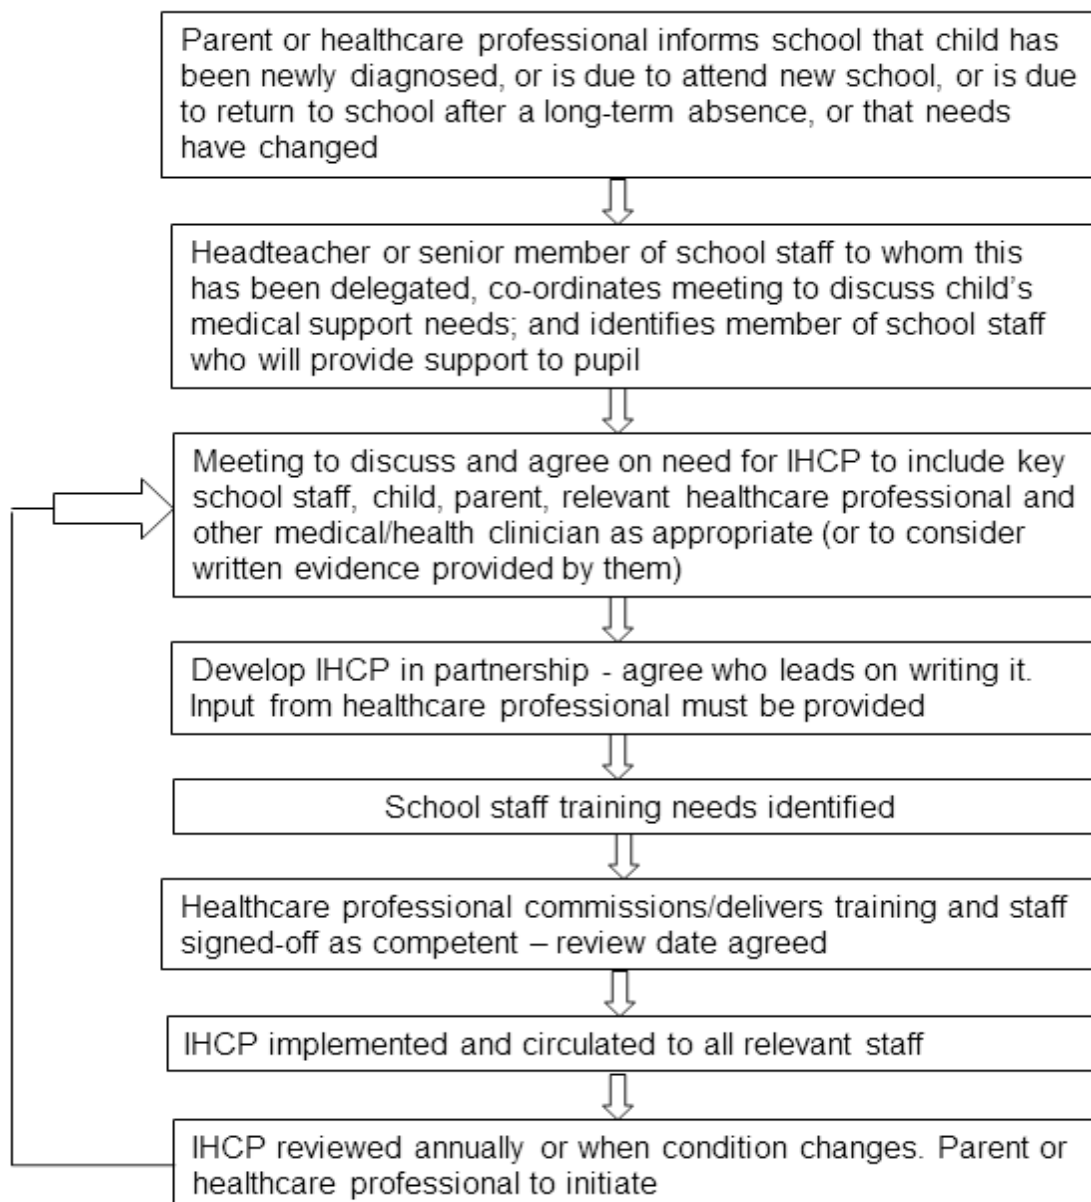 Parent or healthcare professional informs school that child has
been newly diagnosed, or is due to attend new school, or is due
to return to school after a long-term absence, or that needs
have changed
Headteacher or senior member of school staff to whom this
has been delegated, co-ordinates meeting to discuss child's
medical support needs; and identifies member of school staff
who will provide support to pupil
Meeting to discuss and agree on need for IHCP to include key
school staff, child, parent, relevant healthcare professional and
other medical/health clinician as appropriate (or to consider
written evidence provided by them)
Develop IHCP in partnership - agree who leads on writing it.
Input from healthcare professional must be provided
School staff training needs identified
Healthcare professional commissions/delivers training and staff
signed-off as competent – review date agreed
IHCP implemented and circulated to all relevant staff
IHCP reviewed annually or when condition changes. Parent or
healthcare professional to initiate